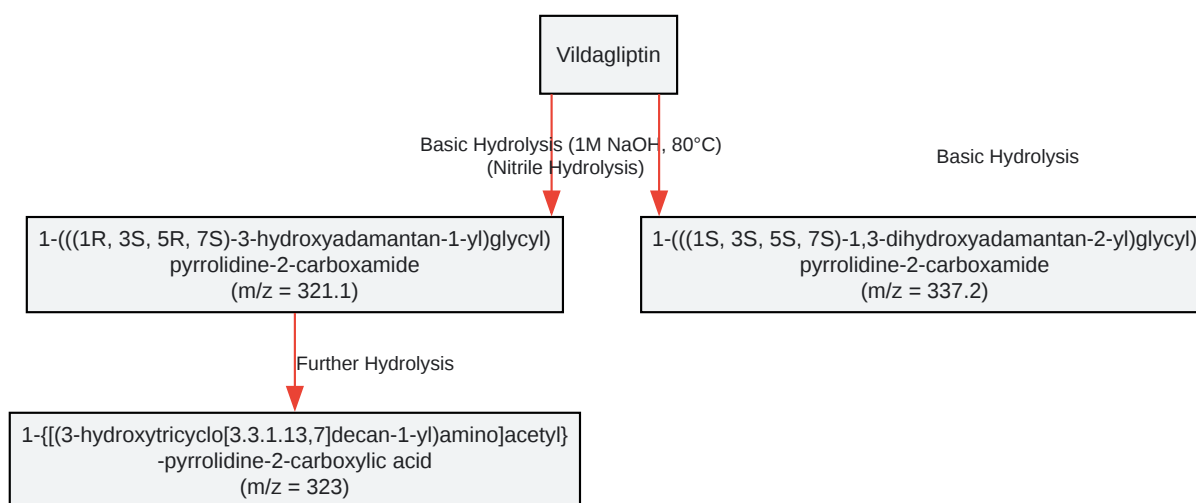 Vildagliptin
Basic Hydrolysis (1M NaOH, 80°C)
(Nitrile Hydrolysis)
Basic Hydrolysis
1-(((1R, 3S, 5R, 7S)-3-hydroxyadamantan-1-yl)glycyl)
pyrrolidine-2-carboxamide
(m/z = 321.1)
1-(((1S, 3S, 5S, 7S)-1,3-dihydroxyadamantan-2-yl)glycyl)
pyrrolidine-2-carboxamide
(m/z = 337.2)
Further Hydrolysis
1-{[(3-hydroxytricyclo[3.3.1.13,7]decan-1-yl)amino]acetyl}
-pyrrolidine-2-carboxylic acid
(m/z = 323)